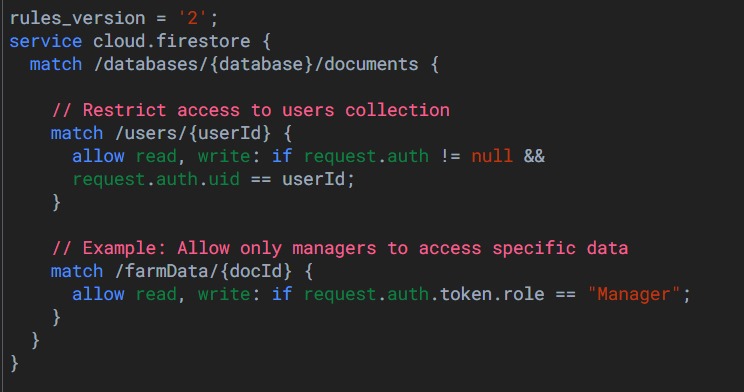 rules_version = '2';
service cloud.firestore {
  match /databases/{database}/documents {

    // Restrict access to users collection
    match /users/{userId} {
      allow read, write: if request.auth != null &&
      request.auth.uid == userId;
    }

    // Example: Allow only managers to access specific data
    match /farmData/{docId} {
      allow read, write: if request.auth.token.role == "Manager";
    }
  }
}